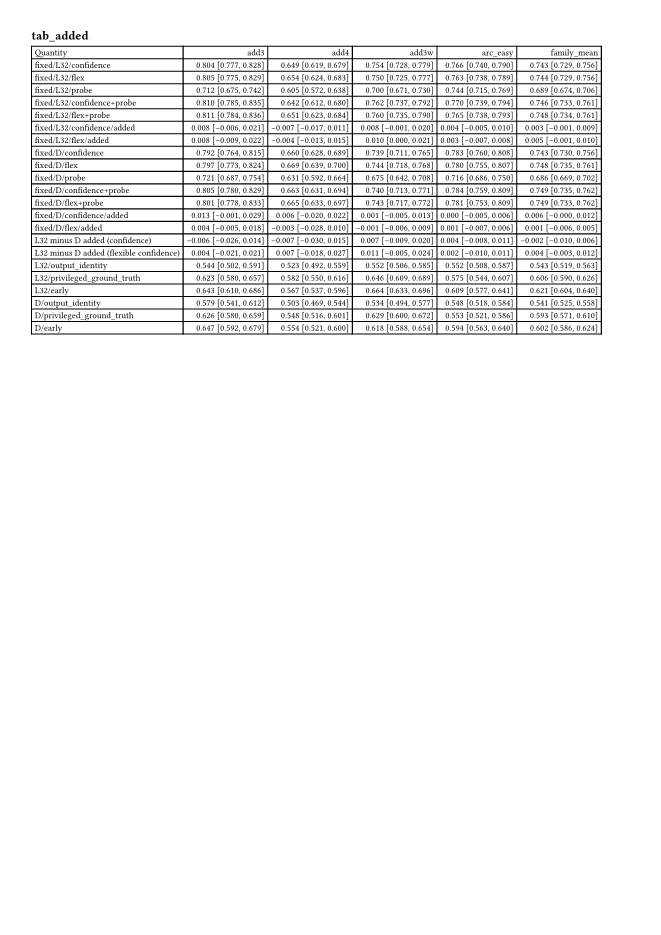 tab_added
Quantity add3 add4 add3w arc_easy family_mean
fixed/L32/confidence 0.804 [0.777, 0.828] 0.649 [0.619, 0.679] 0.754 [0.728, 0.779] 0.766 [0.740, 0.790] 0.743 [0.729, 0.756]
fixed/L32/flex 0.805 [0.775, 0.829] 0.654 [0.624, 0.683] 0.750 [0.725, 0.777] 0.763 [0.738, 0.789] 0.744 [0.729, 0.756]
fixed/L32/probe 0.712 [0.675, 0.742] 0.605 [0.572, 0.638] 0.700 [0.671, 0.730] 0.744 [0.715, 0.769] 0.689 [0.674, 0.706]
fixed/L32/confidence+probe 0.810 [0.785, 0.835] 0.642 [0.612, 0.680] 0.762 [0.737, 0.792] 0.770 [0.739, 0.794] 0.746 [0.733, 0.761]
fixed/L32/flex+probe 0.811 [0.784, 0.836] 0.651 [0.623, 0.684] 0.760 [0.735, 0.790] 0.765 [0.738, 0.793] 0.748 [0.734, 0.761]
fixed/L32/confidence/added 0.008 [−0.006, 0.021] −0.007 [−0.017, 0.011] 0.008 [−0.001, 0.020] 0.004 [−0.005, 0.010] 0.003 [−0.001, 0.009]
fixed/L32/flex/added 0.008 [−0.009, 0.022] −0.004 [−0.013, 0.015] 0.010 [0.000, 0.021] 0.003 [−0.007, 0.008] 0.005 [−0.001, 0.010]
fixed/D/confidence 0.792 [0.764, 0.815] 0.660 [0.628, 0.689] 0.739 [0.711, 0.765] 0.783 [0.760, 0.808] 0.743 [0.730, 0.756]
fixed/D/flex 0.797 [0.773, 0.824] 0.669 [0.639, 0.700] 0.744 [0.718, 0.768] 0.780 [0.755, 0.807] 0.748 [0.735, 0.761]
fixed/D/probe 0.721 [0.687, 0.754] 0.631 [0.592, 0.664] 0.675 [0.642, 0.708] 0.716 [0.686, 0.750] 0.686 [0.669, 0.702]
fixed/D/confidence+probe 0.805 [0.780, 0.829] 0.663 [0.631, 0.694] 0.740 [0.713, 0.771] 0.784 [0.759, 0.809] 0.749 [0.735, 0.762]
fixed/D/flex+probe 0.801 [0.778, 0.833] 0.665 [0.633, 0.697] 0.743 [0.717, 0.772] 0.781 [0.753, 0.809] 0.749 [0.733, 0.762]
fixed/D/confidence/added 0.013 [−0.001, 0.029] 0.006 [−0.020, 0.022] 0.001 [−0.005, 0.013] 0.000 [−0.005, 0.006] 0.006 [−0.000, 0.012]
fixed/D/flex/added 0.004 [−0.005, 0.018] −0.003 [−0.028, 0.010] −0.001 [−0.006, 0.009] 0.001 [−0.007, 0.006] 0.001 [−0.006, 0.005]
L32 minus D added (confidence) −0.006 [−0.026, 0.014] −0.007 [−0.030, 0.015] 0.007 [−0.009, 0.020] 0.004 [−0.008, 0.011] −0.002 [−0.010, 0.006]
L32 minus D added (flexible confidence) 0.004 [−0.021, 0.021] 0.007 [−0.018, 0.027] 0.011 [−0.005, 0.024] 0.002 [−0.010, 0.011] 0.004 [−0.003, 0.012]
L32/output_identity 0.544 [0.502, 0.591] 0.523 [0.492, 0.559] 0.552 [0.506, 0.585] 0.552 [0.508, 0.587] 0.543 [0.519, 0.563]
L32/privileged_ground_truth 0.623 [0.580, 0.657] 0.582 [0.550, 0.616] 0.646 [0.609, 0.689] 0.575 [0.544, 0.607] 0.606 [0.590, 0.626]
L32/early 0.643 [0.610, 0.686] 0.567 [0.537, 0.596] 0.664 [0.633, 0.696] 0.609 [0.577, 0.641] 0.621 [0.604, 0.640]
D/output_identity 0.579 [0.541, 0.612] 0.503 [0.469, 0.544] 0.534 [0.494, 0.577] 0.548 [0.518, 0.584] 0.541 [0.525, 0.558]
D/privileged_ground_truth 0.626 [0.580, 0.659] 0.548 [0.516, 0.601] 0.629 [0.600, 0.672] 0.553 [0.521, 0.586] 0.593 [0.571, 0.610]
D/early 0.647 [0.592, 0.679] 0.554 [0.521, 0.600] 0.618 [0.588, 0.654] 0.594 [0.563, 0.640] 0.602 [0.586, 0.624]